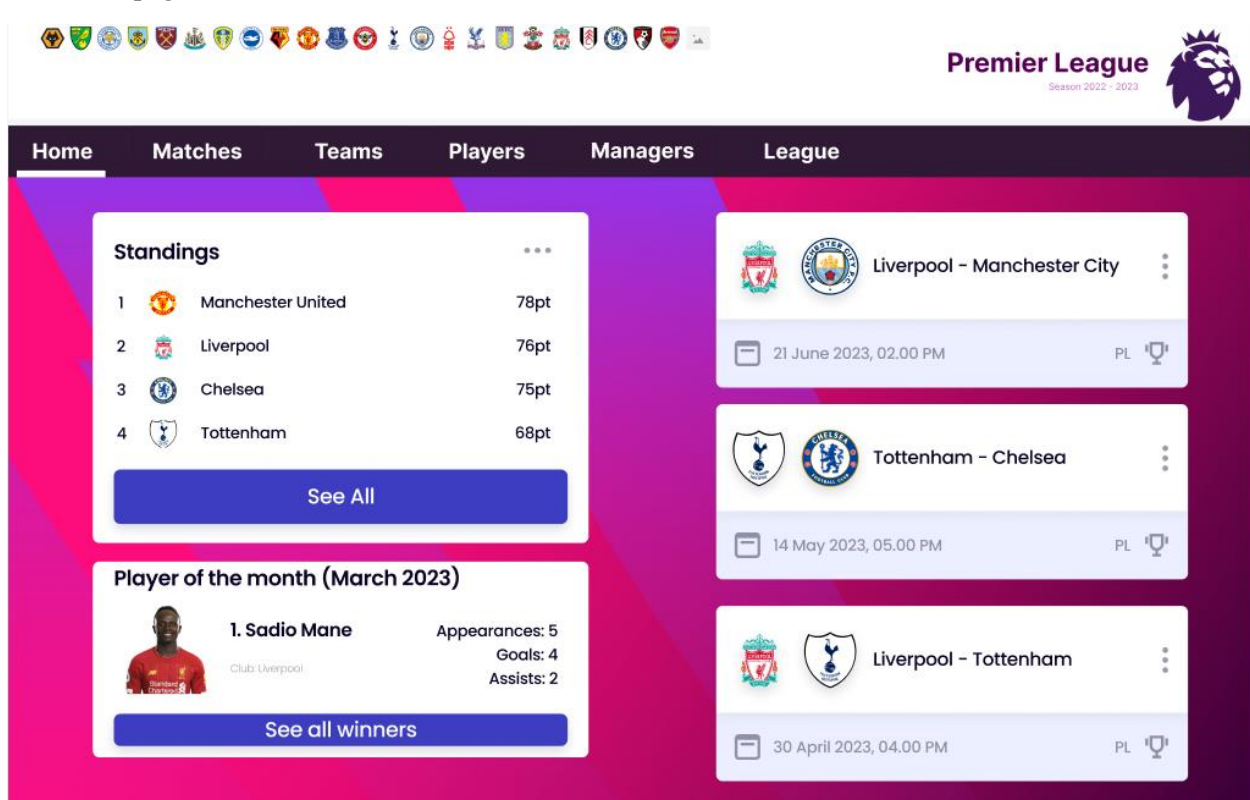 Premier League
Season 2022 - 2023
Home Matches Teams Players Managers League
Standings
1 Manchester United 78pt
2 Liverpool 76pt
3 Chelsea 75pt
4 Tottenham 68pt
See All
Player of the month (March 2023)
1. Sadio Mane
Club: Liverpool
Appearances: 5
Goals: 4
Assists: 2
See all winners
Liverpool - Manchester City
21 June 2023, 02.00 PM PL
Tottenham - Chelsea
14 May 2023, 05.00 PM PL
Liverpool - Tottenham
30 April 2023, 04.00 PM PL